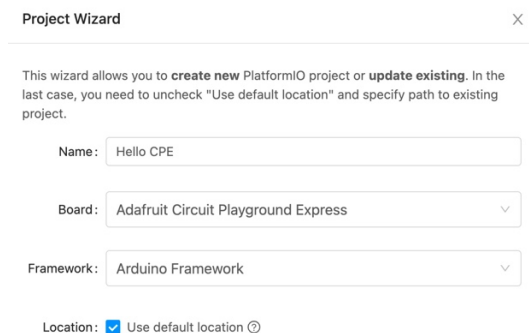 Project Wizard
This wizard allows you to create new PlatformIO project or update existing. In the
last case, you need to uncheck "Use default location" and specify path to existing
project.
Name: Hello CPE
Board: Adafruit Circuit Playground Express
Framework: Arduino Framework
Location: Use default location